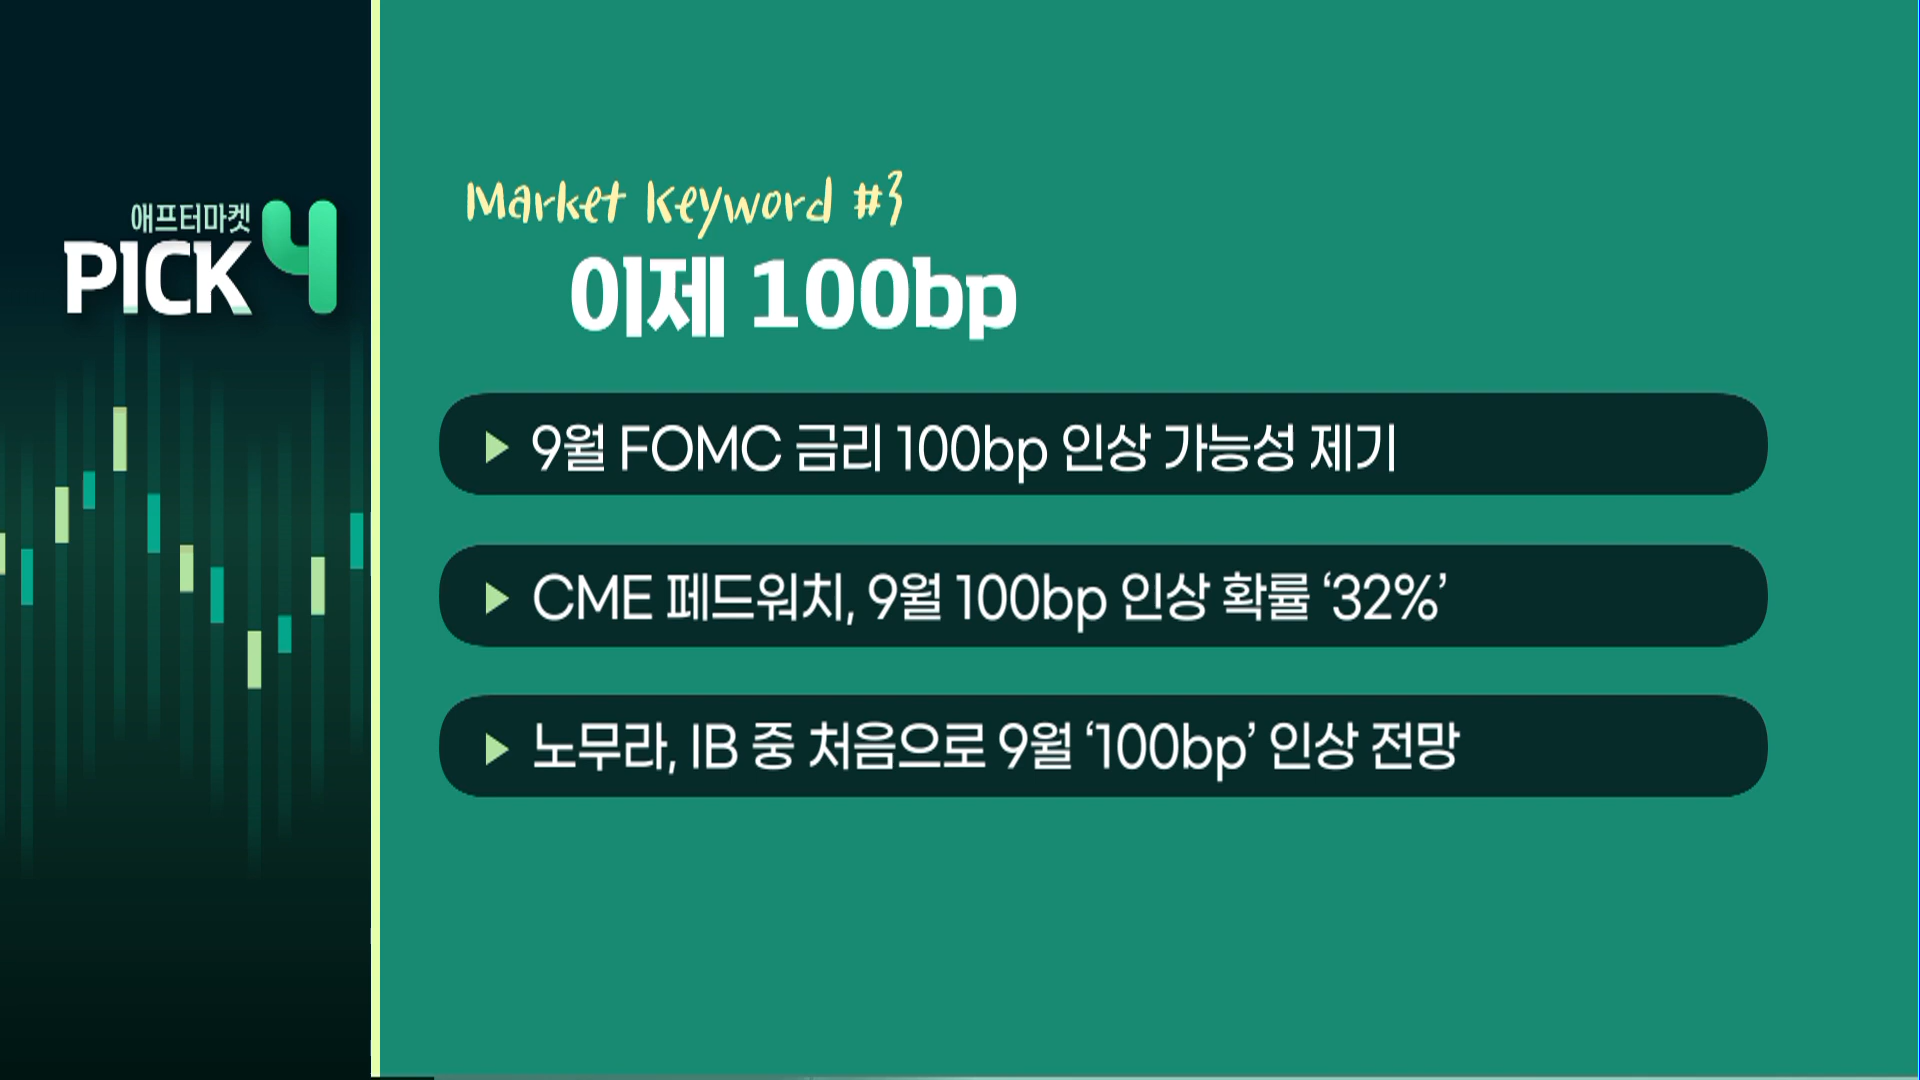 애프터마켓
PICK 4
Market Keyword #3
이제 100bp
▶ 9월 FOMC 금리 100bp 인상 가능성 제기
▶ CME 페드워치, 9월 100bp 인상 확률 ‘32%’
▶ 노무라, IB 중 처음으로 9월 ‘100bp’ 인상 전망